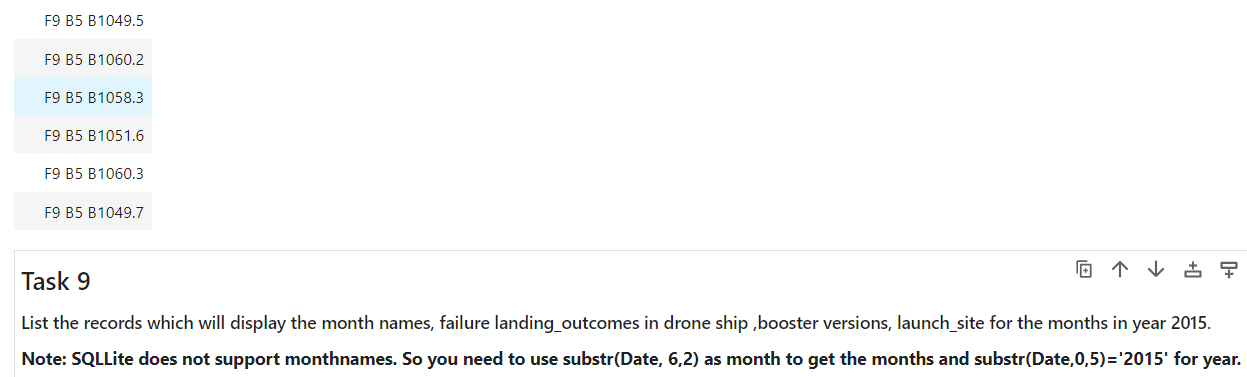 F9 B5 B1049.5
F9 B5 B1060.2
F9 B5 B1058.3
F9 B5 B1051.6
F9 B5 B1060.3
F9 B5 B1049.7
Task 9
List the records which will display the month names, failure landing_outcomes in drone ship ,booster versions, launch_site for the months in year 2015.
Note: SQLLite does not support monthnames. So you need to use substr(Date, 6,2) as month to get the months and substr(Date,0,5)='2015' for year.